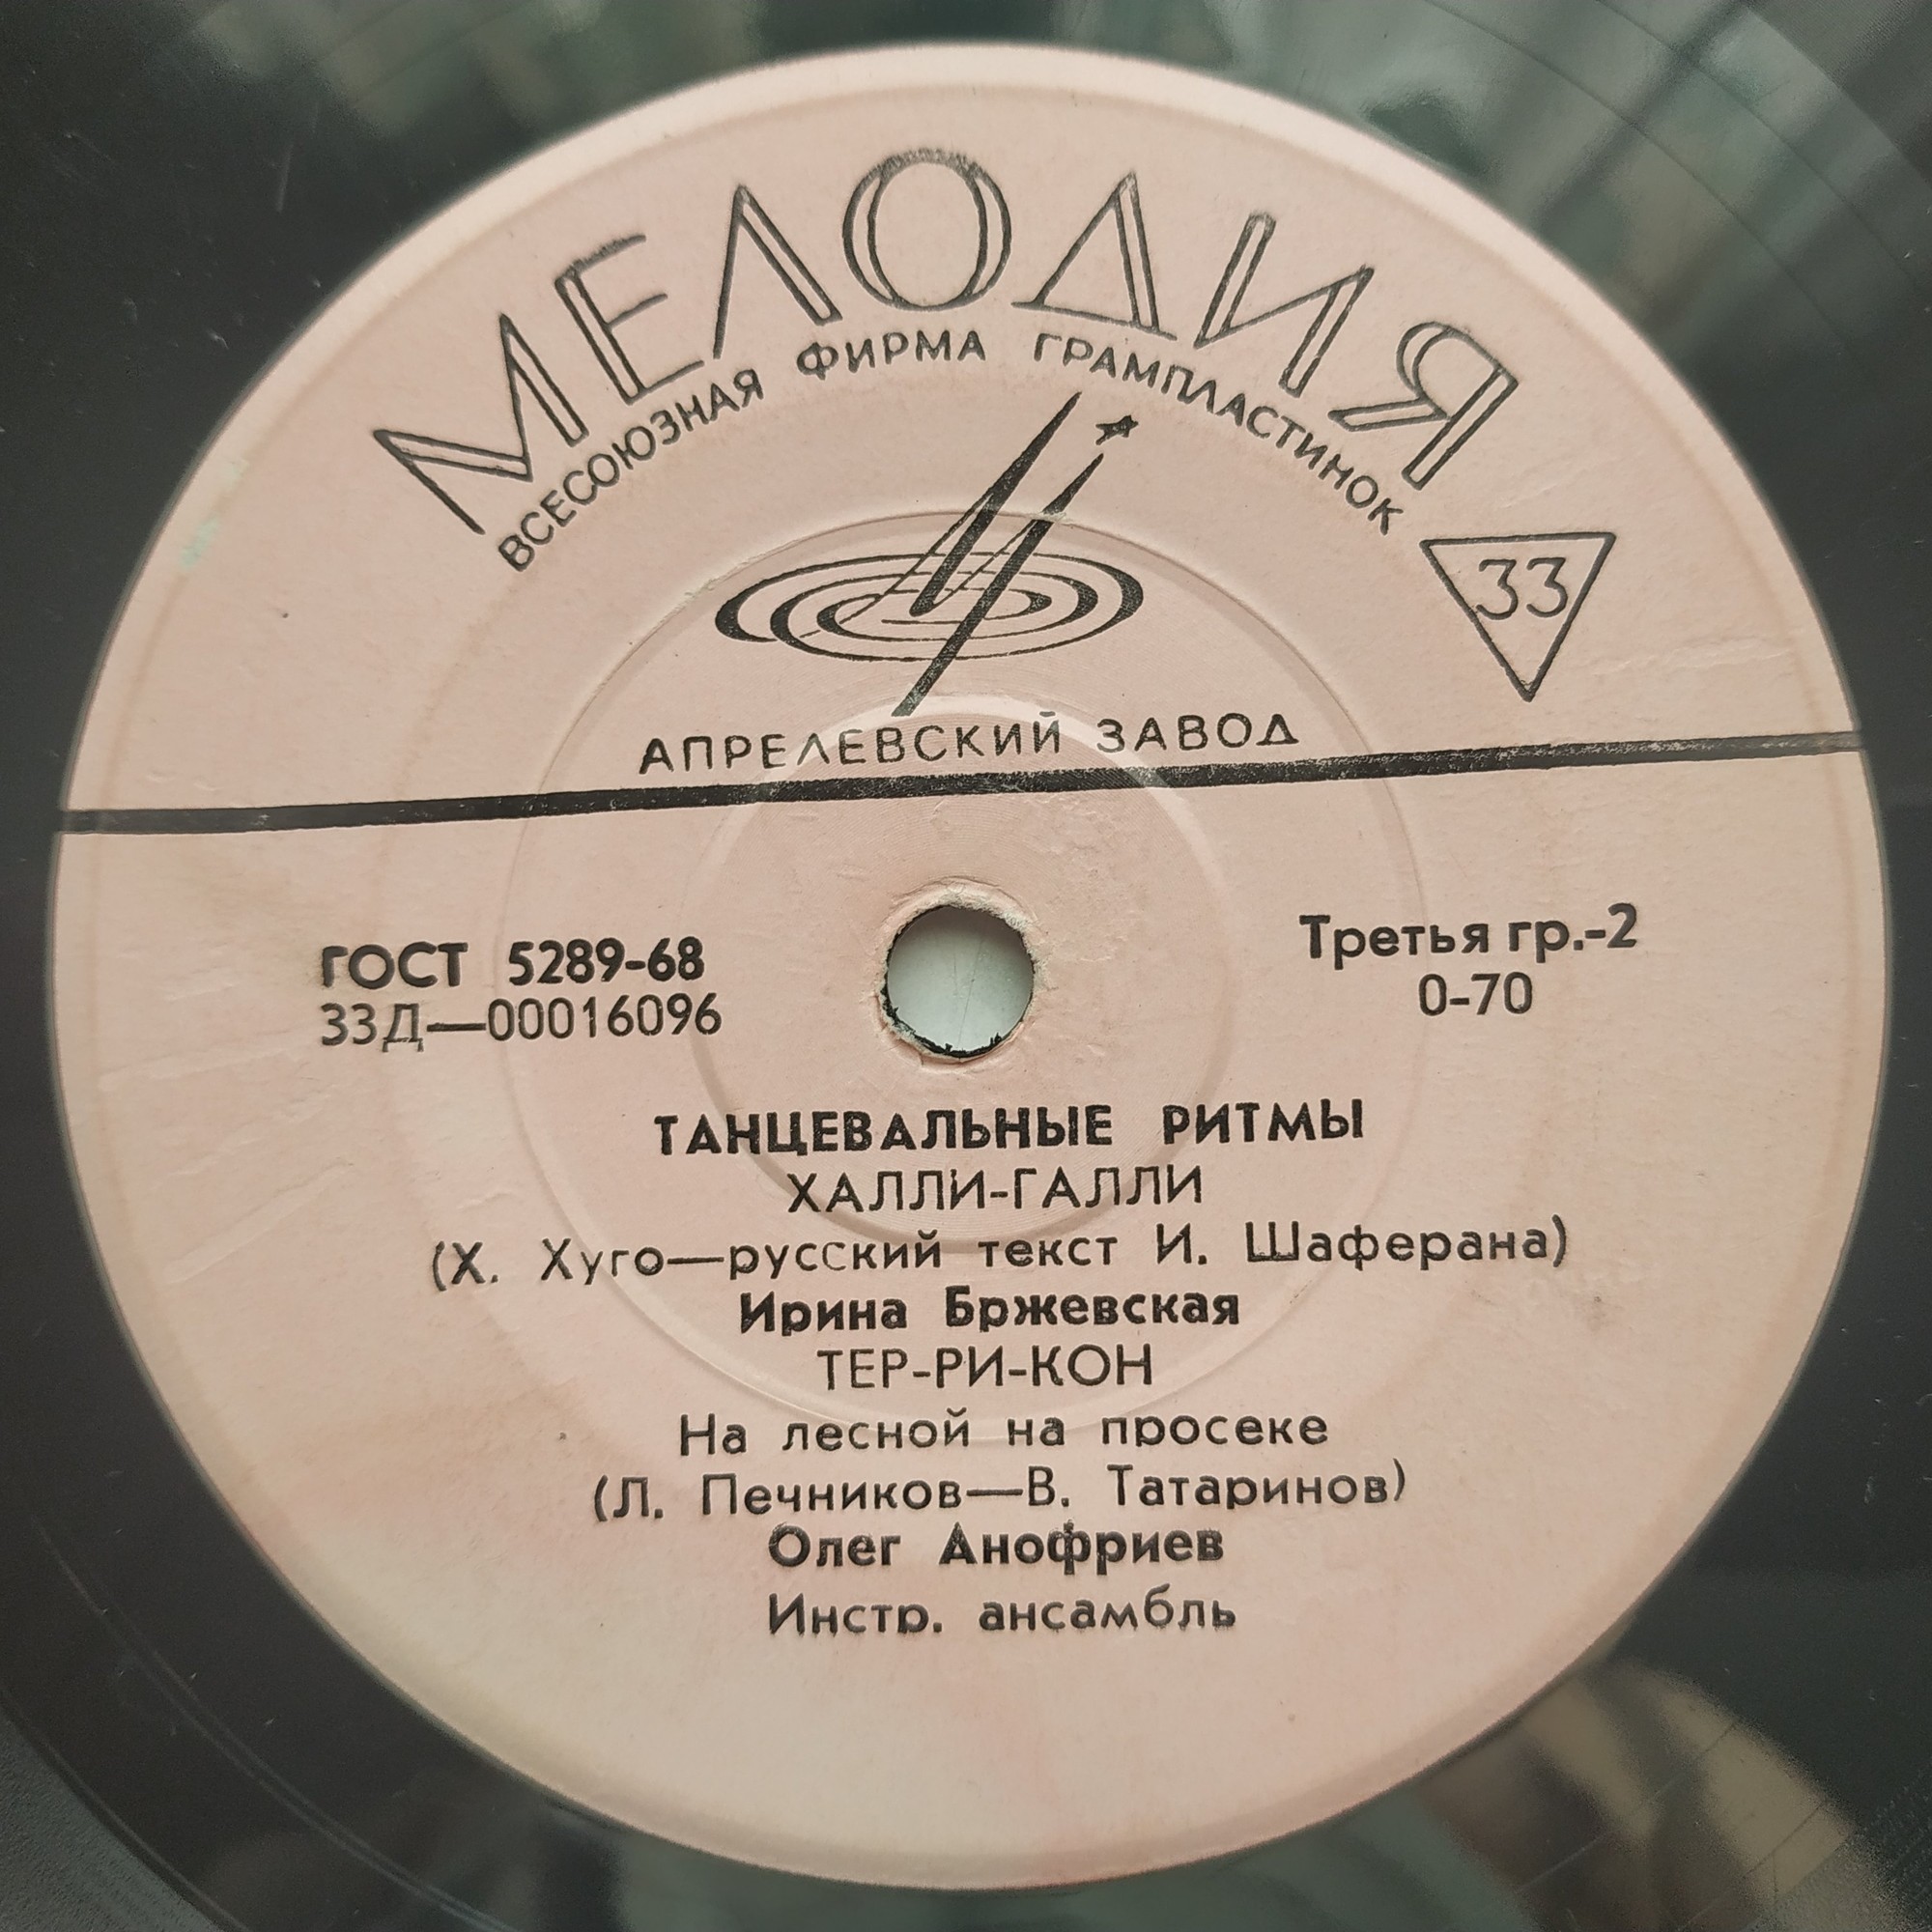 МЕЛОДИЯ
ВСЕСОЮЗНАЯ ФИРМА ГРАМПЛАСТИНОК
33
АПРЕЛЕВСКИЙ ЗАВОД
ГОСТ 5289-68
33Д—00016096
Третья гр.-2
0-70
ТАНЦЕВАЛЬНЫЕ РИТМЫ
ХАЛЛИ-ГАЛЛИ
(Х. Хуго—русский текст И. Шаферана)
Ирина Бржевская
ТЕР-РИ-КОН
На лесной на просеке
(Л. Печников—В. Татаринов)
Олег Анофриев
Инстр. ансамбль